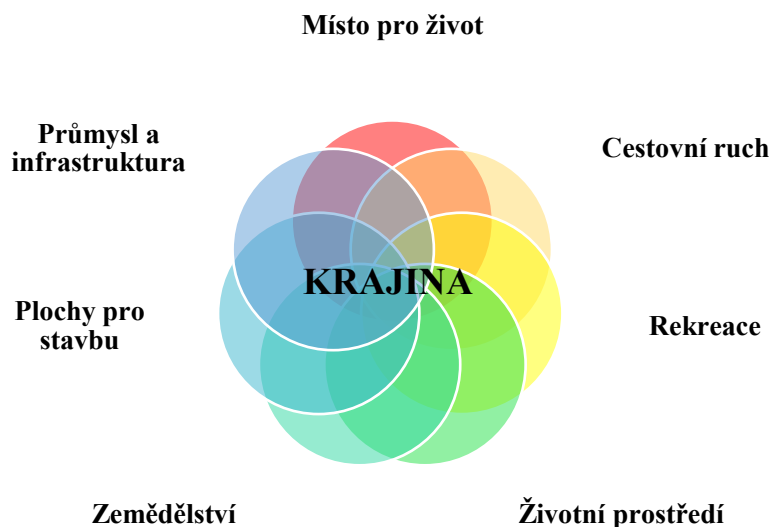 Místo pro život
Průmysl a
infrastruktura
Cestovní ruch
KRAJINA
Plochy pro
stavbu
Rekreace
Zemědělství
Životní prostředí